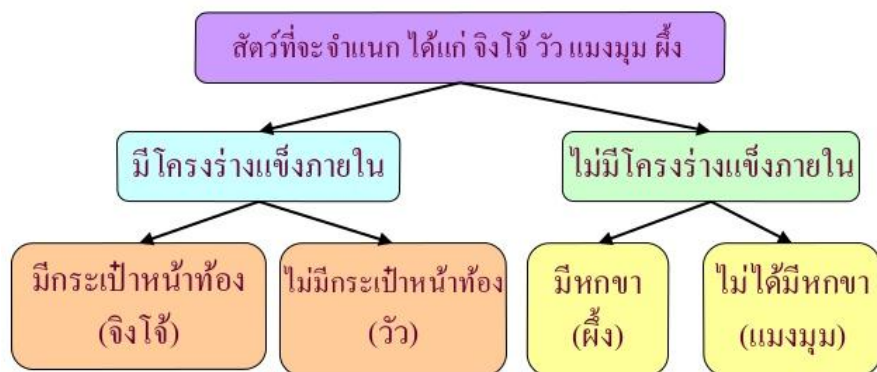 สัตว์ที่จะจำแนก ได้แก่ จิงโจ้ วัว แมงมุม ผึ้ง
มีโครงร่างแข็งภายใน
ไม่มีโครงร่างแข็งภายใน
มีกระเป๋าหน้าท้อง
(จิงโจ้)
ไม่มีกระเป๋าหน้าท้อง
(วัว)
มีหกขา
(ผึ้ง)
ไม่ได้มีหกขา
(แมงมุม)